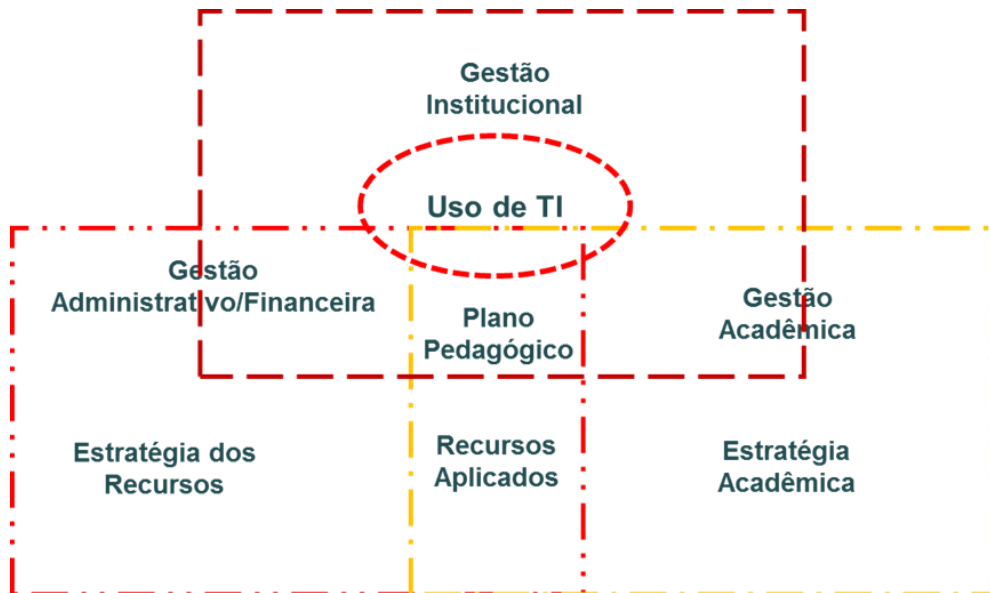 Gestão
Institucional
Uso de TI
Gestão
Administrativo/Financeira
Plano
Pedagógico
Gestão
Acadêmica
Estratégia dos
Recursos
Recursos
Aplicados
Estratégia
Acadêmica